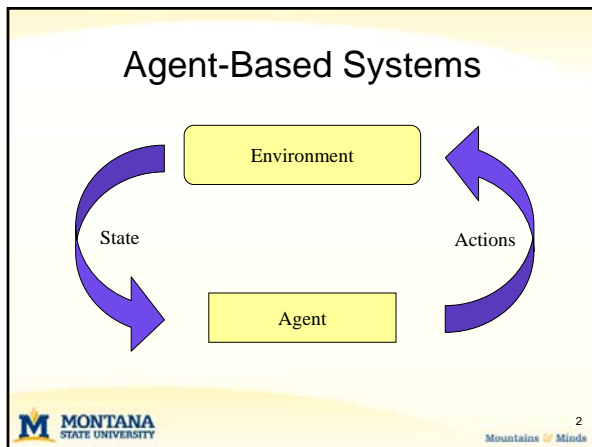 Agent-Based Systems
Environment
State
Actions
Agent
M MONTANA
STATE UNIVERSITY
2
Mountains & Minds